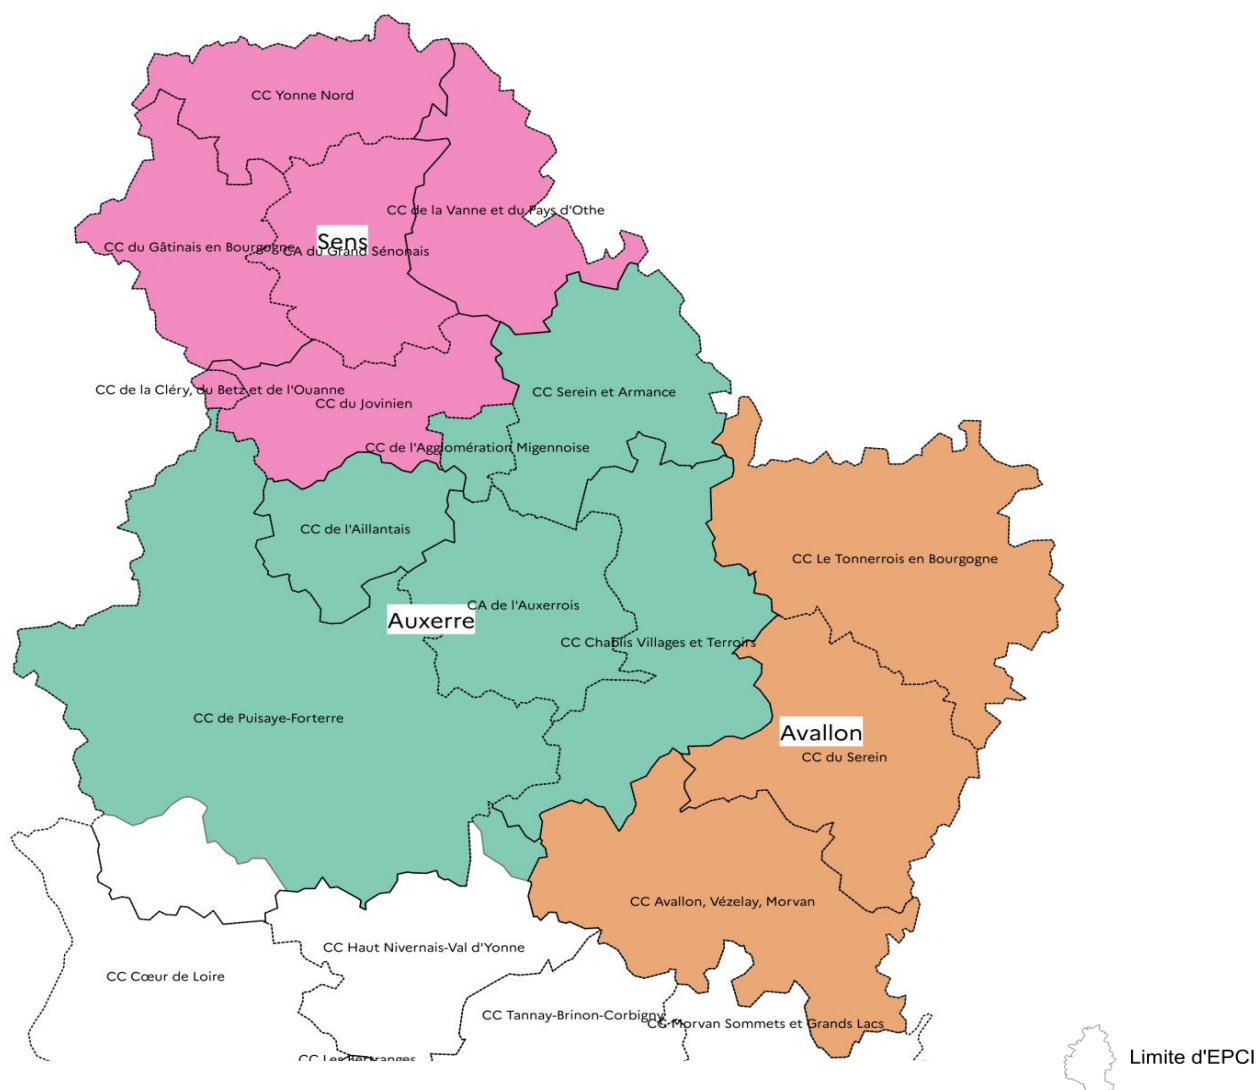 CC Yonne Nord
CC de la Vanne et du Pays d'Othe
Sens
CC du Gâtinais en Bourgogne
CA du Grand Sénonais
CC de la Cléry, du Betz et de l'Ouanne
CC Serein et Armance
CC du Jovinien
CC de l'Agglomération Migennoise
CC de l'Aillantais
CC Le Tonnerrois en Bourgogne
CA de l'Auxerrois
Auxerre
CC Chablis Villages et Terroirs
CC de Puisaye-Forterre
Avallon
CC du Serein
CC Avallon, Vézelay, Morvan
CC Haut Nivernais-Val d'Yonne
CC Cœur de Loire
CC Tannay-Brinon-Corbigny
CC Morvan Sommets et Grands Lacs
CC Les Bertranges
Limite d'EPCI